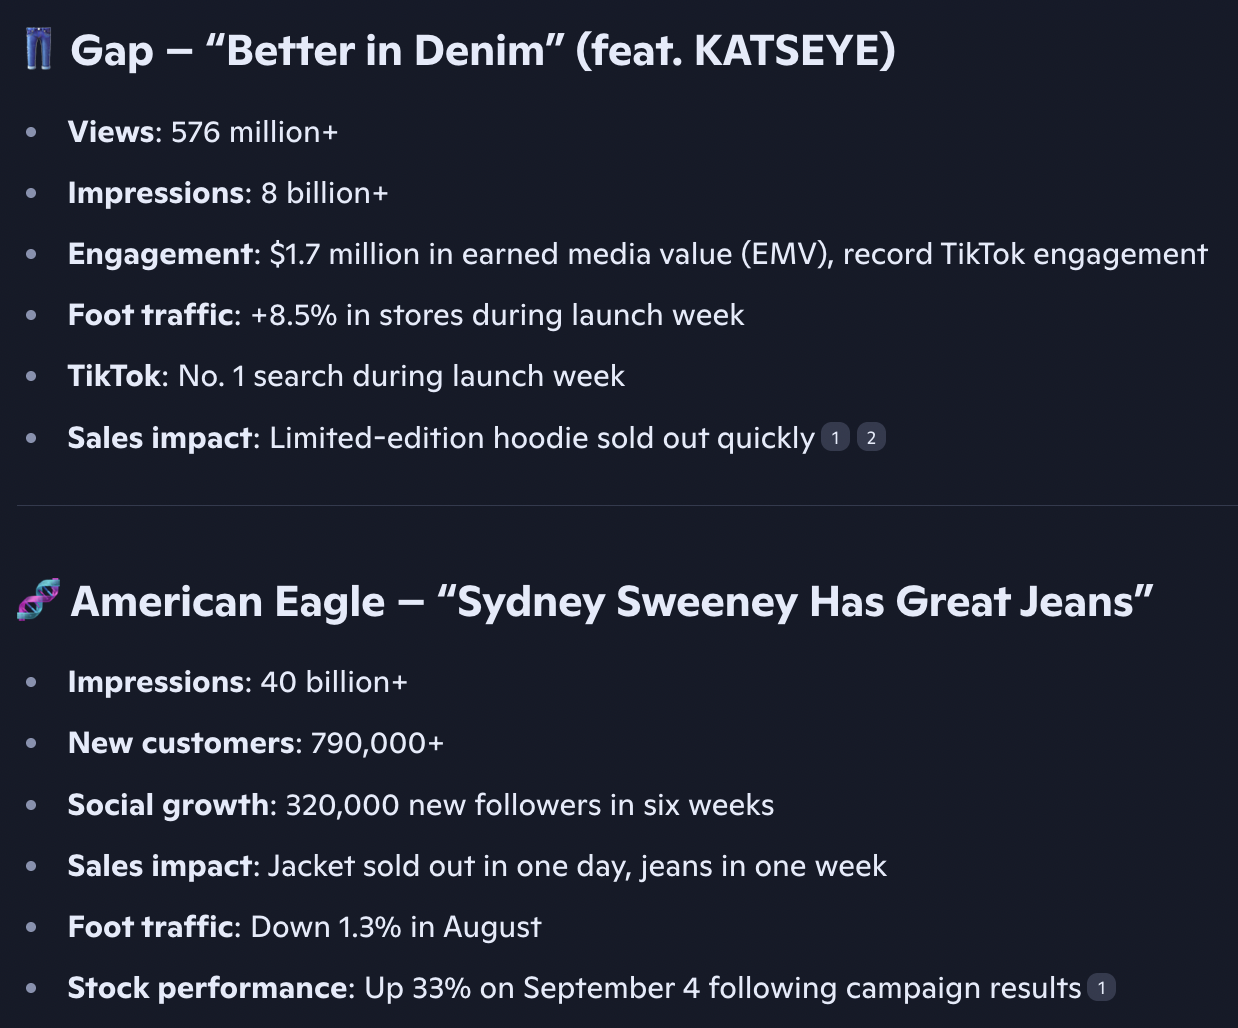 Gap – “Better in Denim” (feat. KATSEYE)
Views: 576 million+
Impressions: 8 billion+
Engagement: $1.7 million in earned media value (EMV), record TikTok engagement
Foot traffic: +8.5% in stores during launch week
TikTok: No. 1 search during launch week
Sales impact: Limited-edition hoodie sold out quickly 1 2
American Eagle – “Sydney Sweeney Has Great Jeans”
Impressions: 40 billion+
New customers: 790,000+
Social growth: 320,000 new followers in six weeks
Sales impact: Jacket sold out in one day, jeans in one week
Foot traffic: Down 1.3% in August
Stock performance: Up 33% on September 4 following campaign results 1